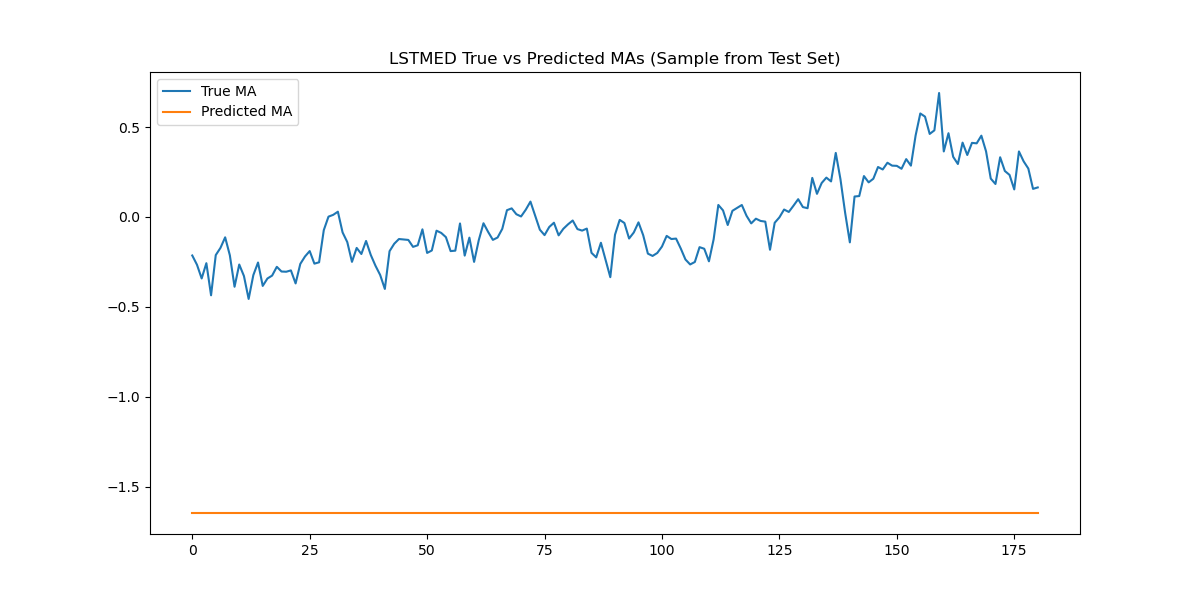 LSTMED True vs Predicted MAs (Sample from Test Set)
True MA
Predicted MA
0.5
0.0
−0.5
−1.0
−1.5
0 25 50 75 100 125 150 175